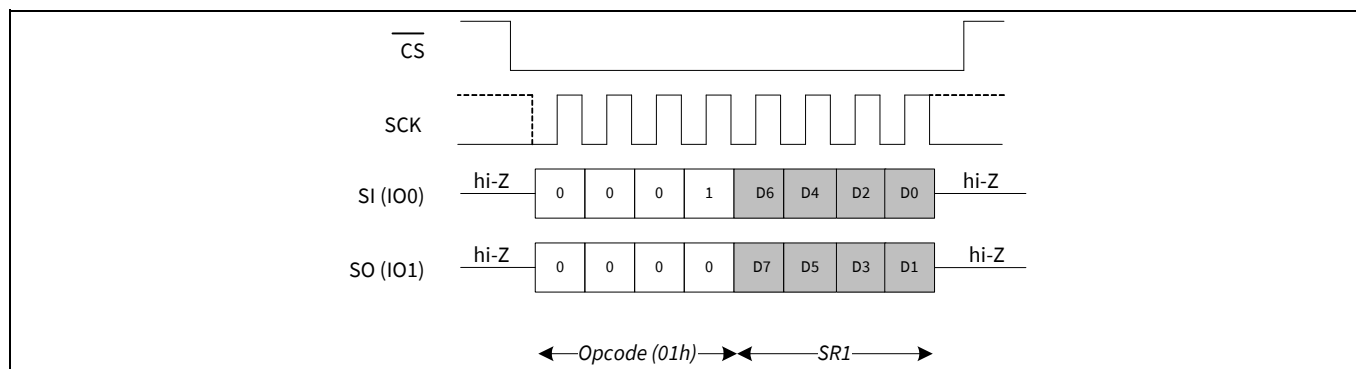 CS
SCK
hi-Z 0 0 0 1 D6 D4 D2 D0 hi-Z
SI (IO0)
hi-Z 0 0 0 0 D7 D5 D3 D1 hi-Z
SO (IO1)
Opcode (01h) SR1